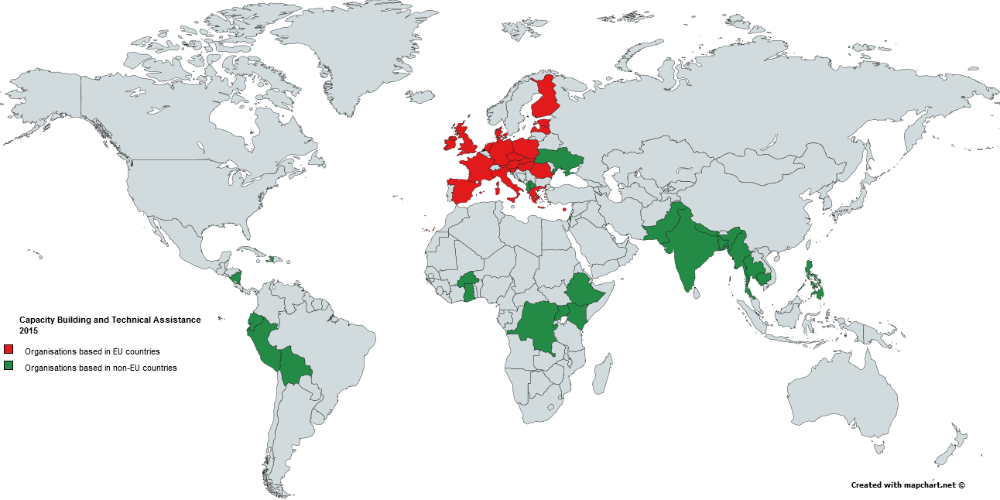 Capacity Building and Technical Assistance
2015
Organisations based in EU countries
Organisations based in non-EU countries
Created with mapchart.net ©